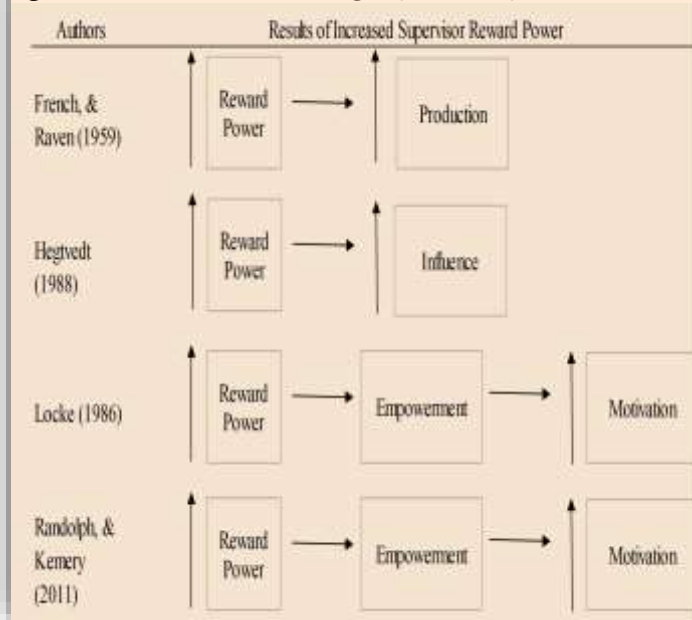 Authors Results of Increased Supervisor Reward Power
French, &
Raven (1959)
Reward
Power
Production
Hegtvedt
(1988)
Reward
Power
Influence
Locke (1986)
Reward
Power
Empowerment
Motivation
Randolph, &
Kemery
(2011)
Reward
Power
Empowerment
Motivation